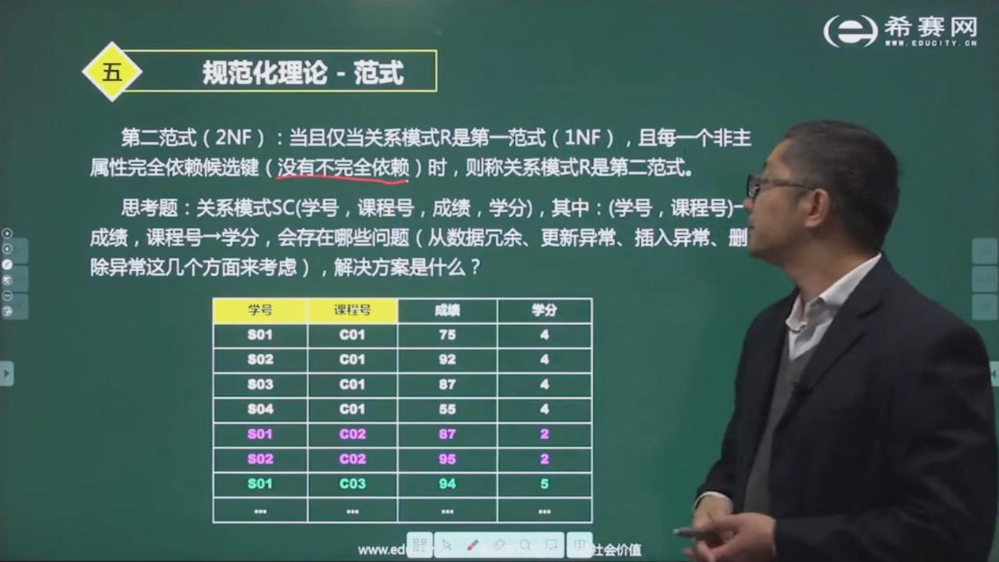 希赛网
WWW.EDUCITY.CN
五
规范化理论 - 范式
第二范式（2NF）：当且仅当关系模式R是第一范式（1NF），且每一个非主
属性完全依赖候选键（没有不完全依赖）时，则称关系模式R是第二范式。
思考题：关系模式SC(学号，课程号，成绩，学分)，其中：(学号，课程号)→
成绩，课程号→学分，会存在哪些问题（从数据冗余、更新异常、插入异常、删
除异常这几个方面来考虑），解决方案是什么？
学号 课程号 成绩 学分
S01 C01 75 4
S02 C01 92 4
S03 C01 87 4
S04 C01 55 4
S01 C02 87 2
S02 C02 95 2
S01 C03 94 5
... ... ... ...
www.edu 社会价值